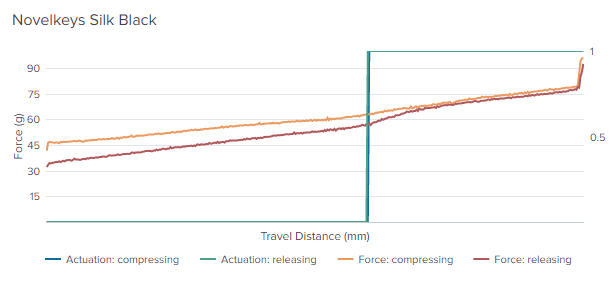 Novelkeys Silk Black
90
75
60
45
30
15
Force (g)
1
0.5
Travel Distance (mm)
Actuation: compressing Actuation: releasing Force: compressing Force: releasing